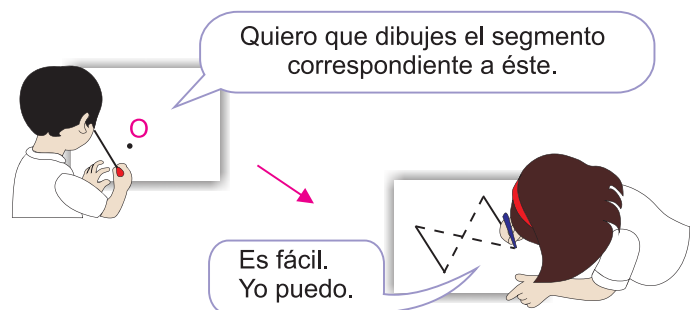 Quiero que dibujes el segmento
correspondiente a éste.
O
Es fácil.
Yo puedo.